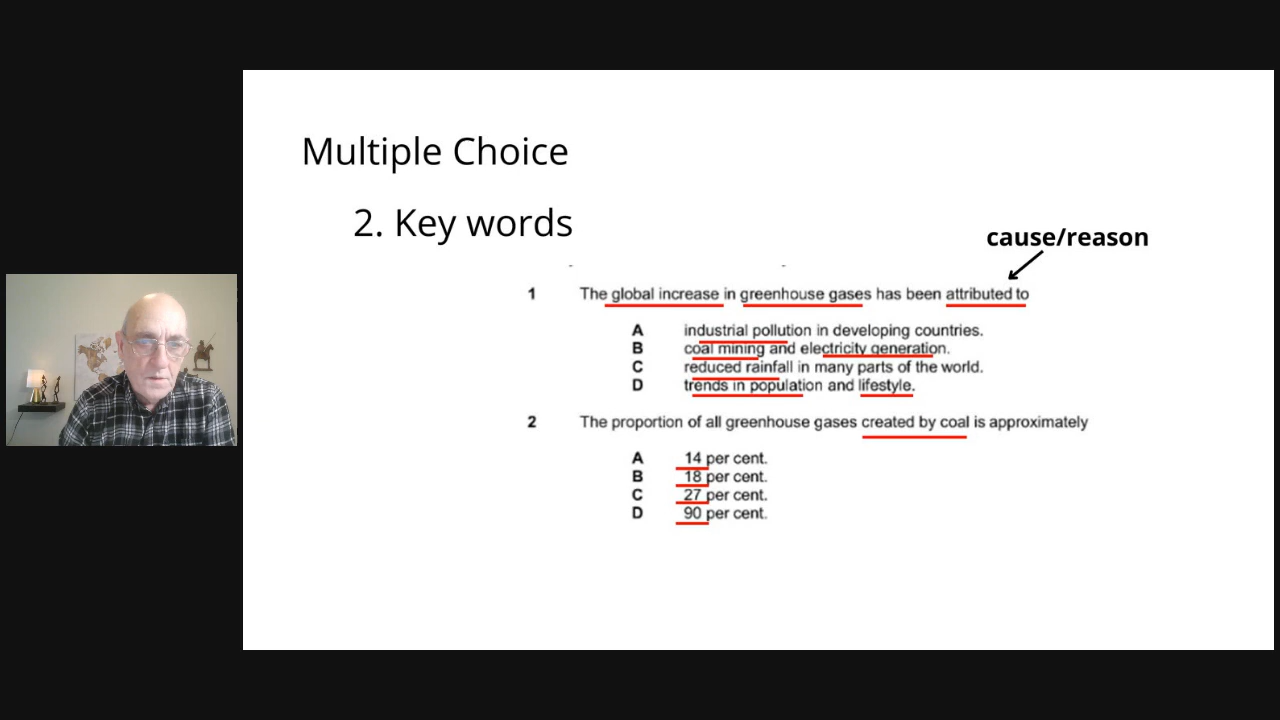 Multiple Choice
2. Key words
cause/reason
1 The global increase in greenhouse gases has been attributed to
A industrial pollution in developing countries.
B coal mining and electricity generation.
C reduced rainfall in many parts of the world.
D trends in population and lifestyle.
2 The proportion of all greenhouse gases created by coal is approximately
A 14 per cent.
B 18 per cent.
C 27 per cent.
D 90 per cent.